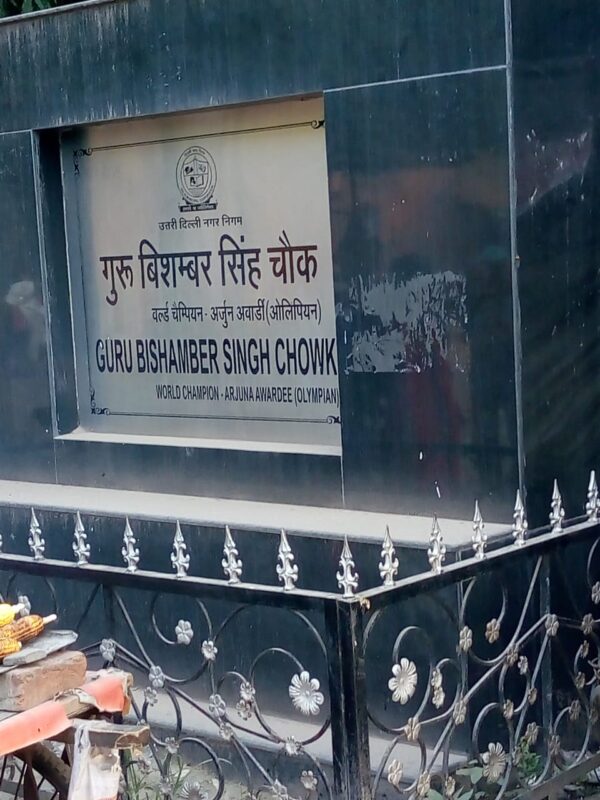 उत्तरी दिल्ली नगर निगम
गुरू बिशम्बर सिंह चौक
वर्ल्ड चैम्पियन - अर्जुन अवार्डी (ओलिपियन)
GURU BISHAMBER SINGH CHOWK
WORLD CHAMPION - ARJUNA AWARDEE (OLYMPIAN)